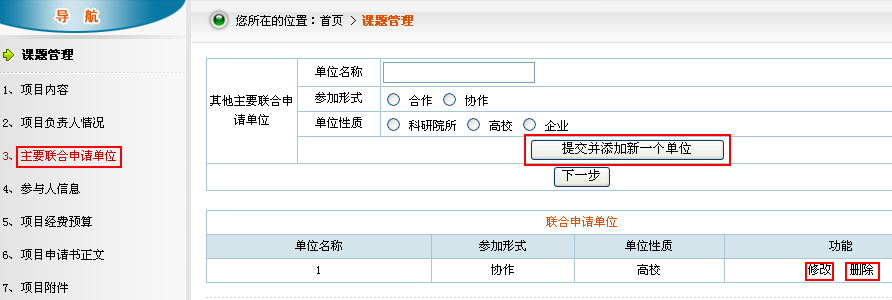 导 航
课题管理
1、项目内容
2、项目负责人情况
3、主要联合申请单位
4、参与人信息
5、项目经费预算
6、项目申请书正文
7、项目附件
您所在的位置：首页 > 课题管理
其他主要联合申请单位
单位名称
参加形式 合作 协作
单位性质 科研院所 高校 企业
提交并添加新一个单位
下一步
联合申请单位
单位名称 参加形式 单位性质 功能
1 协作 高校 修改 删除